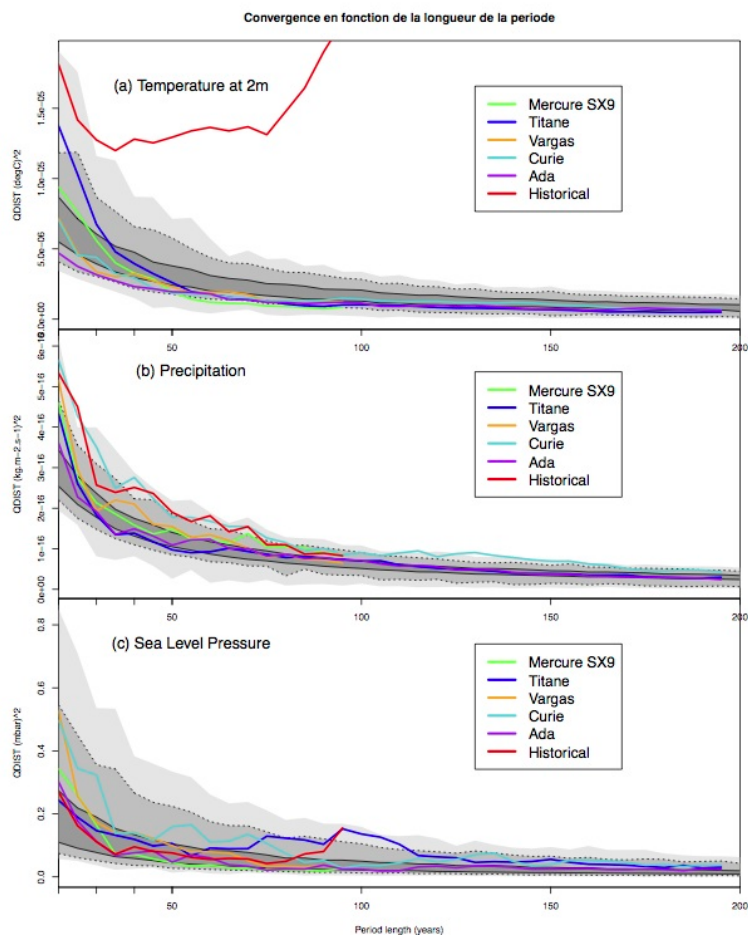 Convergence en fonction de la longueur de la periode
(a) Temperature at 2m
Mercure SX9
Titane
Vargas
Curie
Ada
Historical
QDIST (degC)^2
1.5e-05
1.0e-05
5.0e-06
0.0e+00
50
100
150
200
(b) Precipitation
Mercure SX9
Titane
Vargas
Curie
Ada
Historical
QDIST (kg.m-2.s-1)^2
5e-16
4e-16
3e-16
2e-16
1e-16
0e+00
50
100
150
200
(c) Sea Level Pressure
Mercure SX9
Titane
Vargas
Curie
Ada
Historical
QDIST (mbar)^2
0.8
0.6
0.4
0.2
0.0
50
100
150
200
Period length (years)